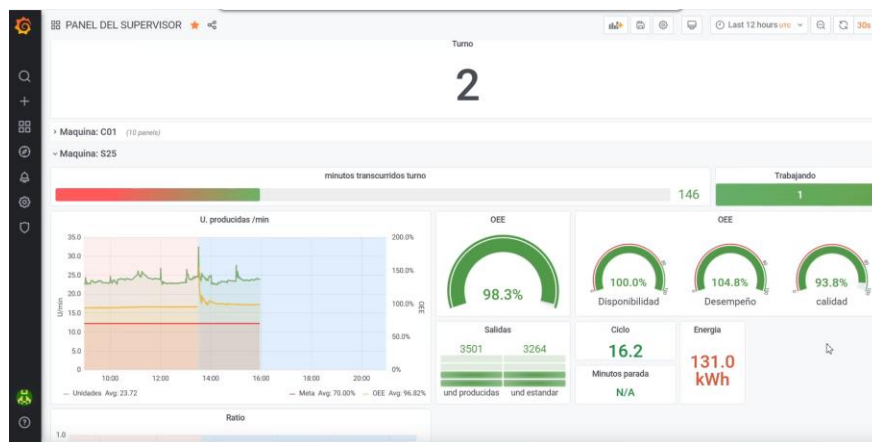 PANEL DEL SUPERVISOR
Last 12 hours UTC
30s
Turno
2
Maquina: C01 (10 panels)
Maquina: S25
minutos transcurridos turno
146
Trabajando
1
U. producidas /min
35.0
30.0
25.0
20.0
15.0
10.0
5.0
0
U/min
200.0%
150.0%
100.0%
50.0%
0%
OEE
10:00 12:00 14:00 16:00 18:00 20:00
Unidades Avg: 23.72
Meta Avg: 70.00%
OEE Avg: 96.82%
OEE
98.3%
OEE
100.0%
Disponibilidad
104.8%
Desempeño
93.8%
calidad
Salidas
3501 3264
und producidas und estandar
Ciclo
16.2
Minutos parada
N/A
Energia
131.0
kWh
Ratio
1.0